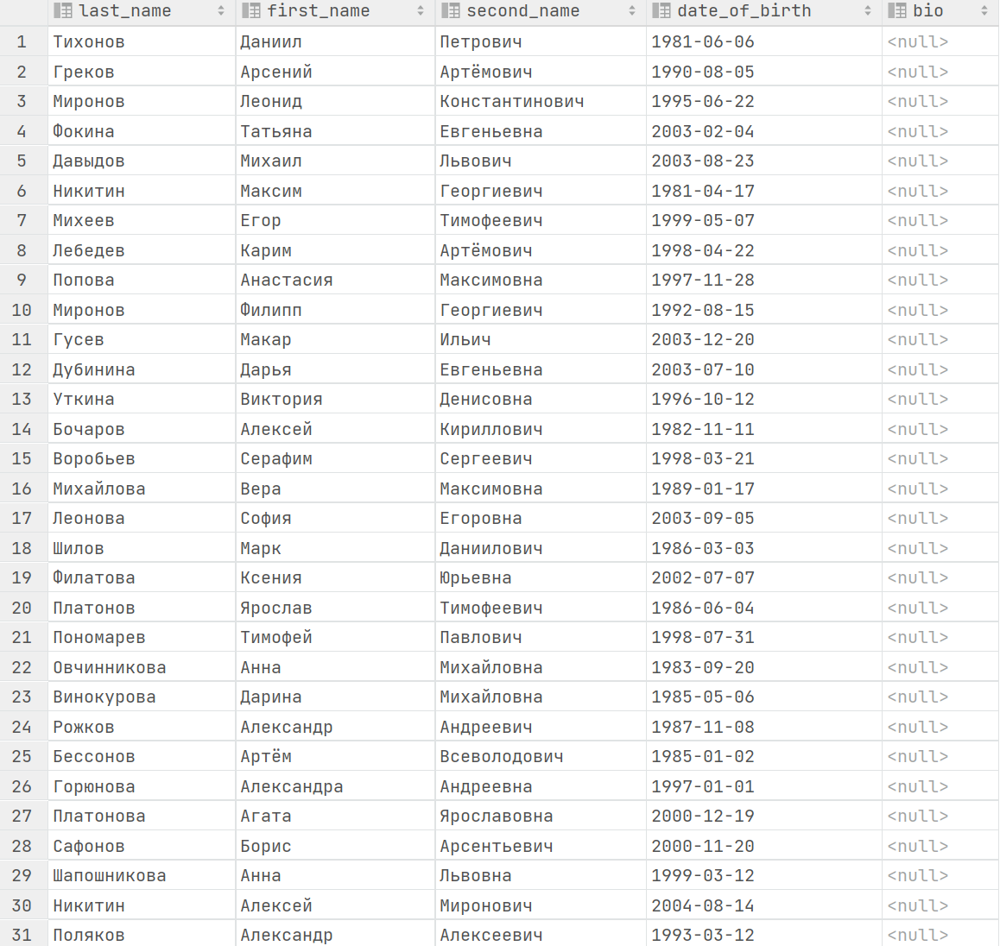 last_name first_name second_name date_of_birth bio
1 Тихонов Даниил Петрович 1981-06-06 <null>
2 Греков Арсений Артёмович 1990-08-05 <null>
3 Миронов Леонид Константинович 1995-06-22 <null>
4 Фокина Татьяна Евгеньевна 2003-02-04 <null>
5 Давыдов Михаил Львович 2003-08-23 <null>
6 Никитин Максим Георгиевич 1981-04-17 <null>
7 Михеев Егор Тимофеевич 1999-05-07 <null>
8 Лебедев Карим Артёмович 1998-04-22 <null>
9 Попова Анастасия Максимовна 1997-11-28 <null>
10 Миронов Филипп Георгиевич 1992-08-15 <null>
11 Гусев Макар Ильич 2003-12-20 <null>
12 Дубинина Дарья Евгеньевна 2003-07-10 <null>
13 Уткина Виктория Денисовна 1996-10-12 <null>
14 Бочаров Алексей Кириллович 1982-11-11 <null>
15 Воробьев Серафим Сергеевич 1998-03-21 <null>
16 Михайлова Вера Максимовна 1989-01-17 <null>
17 Леонова София Егоровна 2003-09-05 <null>
18 Шилов Марк Даниилович 1986-03-03 <null>
19 Филатова Ксения Юрьевна 2002-07-07 <null>
20 Платонов Ярослав Тимофеевич 1986-06-04 <null>
21 Пономарев Тимофей Павлович 1998-07-31 <null>
22 Овчинникова Анна Михайловна 1983-09-20 <null>
23 Винокурова Дарина Михайловна 1985-05-06 <null>
24 Рожков Александр Андреевич 1987-11-08 <null>
25 Бессонов Артём Всеволодович 1985-01-02 <null>
26 Горюнова Александра Андреевна 1997-01-01 <null>
27 Платонова Агата Ярославовна 2000-12-19 <null>
28 Сафонов Борис Арсентьевич 2000-11-20 <null>
29 Шапошникова Анна Львовна 1999-03-12 <null>
30 Никитин Алексей Миронович 2004-08-14 <null>
31 Поляков Александр Алексеевич 1993-03-12 <null>